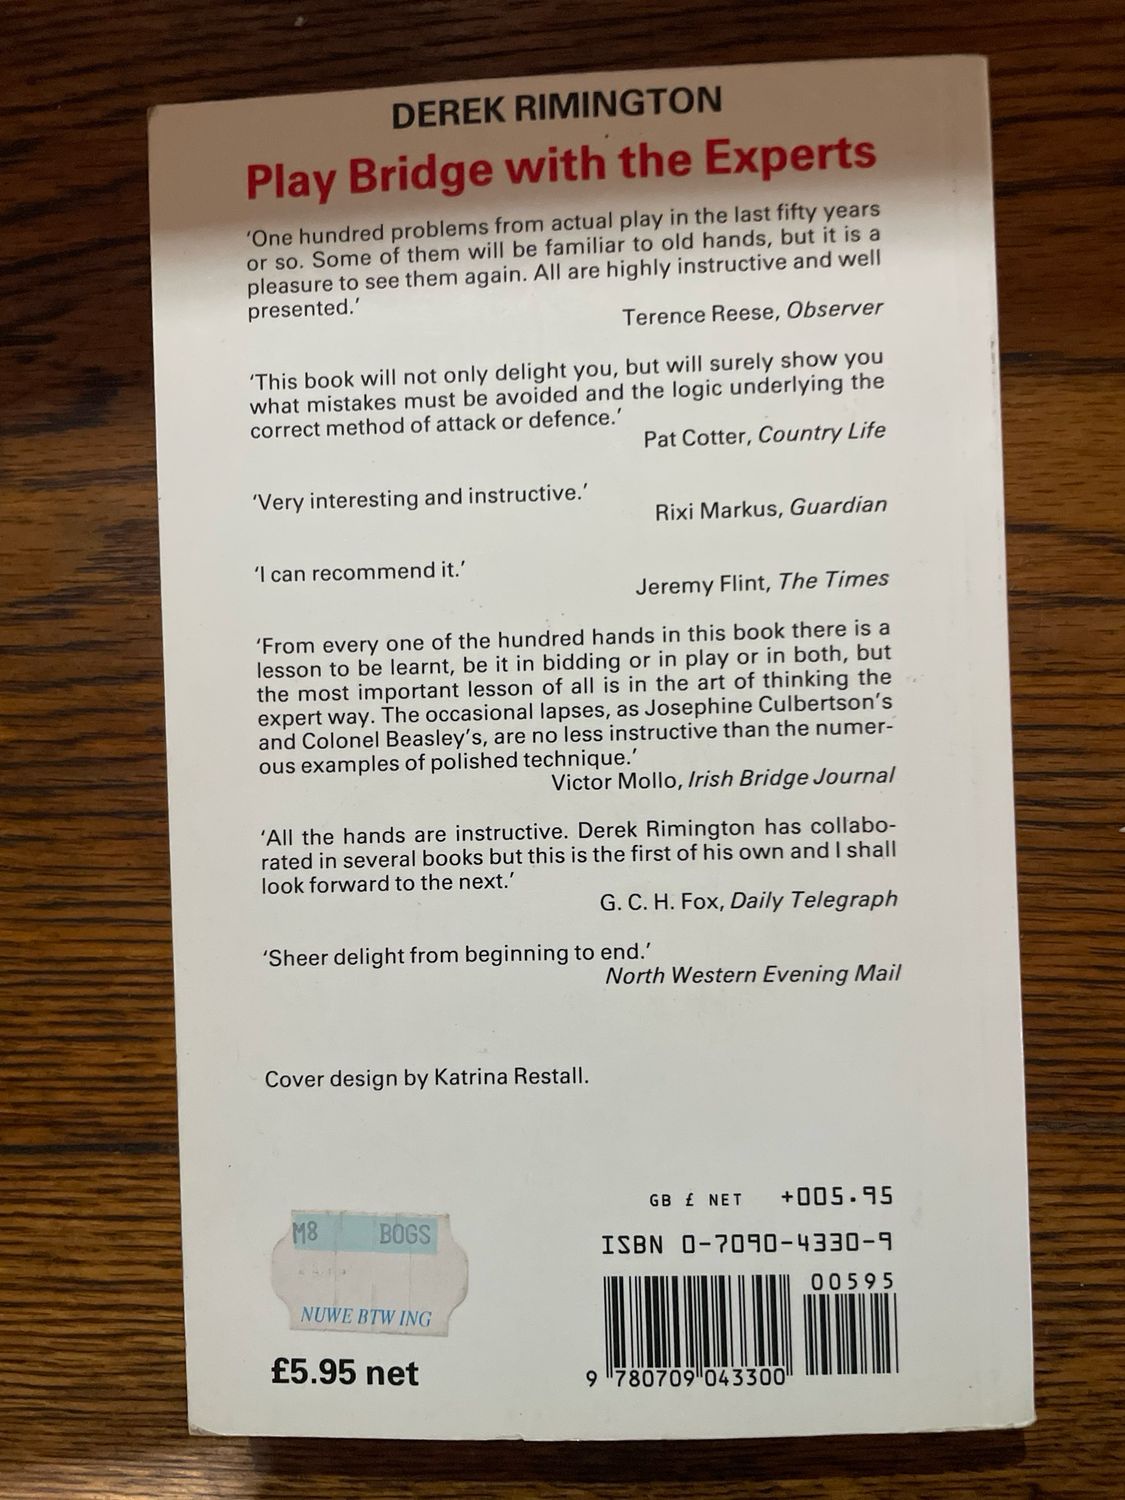 DEREK RIMINGTON
Play Bridge with the Experts
‘One hundred problems from actual play in the last fifty years
or so. Some of them will be familiar to old hands, but it is a
pleasure to see them again. All are highly instructive and well
presented.’
Terence Reese, Observer
‘This book will not only delight you, but will surely show you
what mistakes must be avoided and the logic underlying the
correct method of attack or defence.’
Pat Cotter, Country Life
‘Very interesting and instructive.’
Rixi Markus, Guardian
‘I can recommend it.’
Jeremy Flint, The Times
‘From every one of the hundred hands in this book there is a
lesson to be learnt, be it in bidding or in play or in both, but
the most important lesson of all is in the art of thinking the
expert way. The occasional lapses, as Josephine Culbertson’s
and Colonel Beasley’s, are no less instructive than the numer-
ous examples of polished technique.’
Victor Mollo, Irish Bridge Journal
‘All the hands are instructive. Derek Rimington has collabo-
rated in several books but this is the first of his own and I shall
look forward to the next.’
G. C. H. Fox, Daily Telegraph
‘Sheer delight from beginning to end.’
North Western Evening Mail
Cover design by Katrina Restall.
GB £ NET +005.95
ISBN 0-7090-4330-9
00595
9 780709 043300
M8 BOGS
NUWE BTW ING
£5.95 net